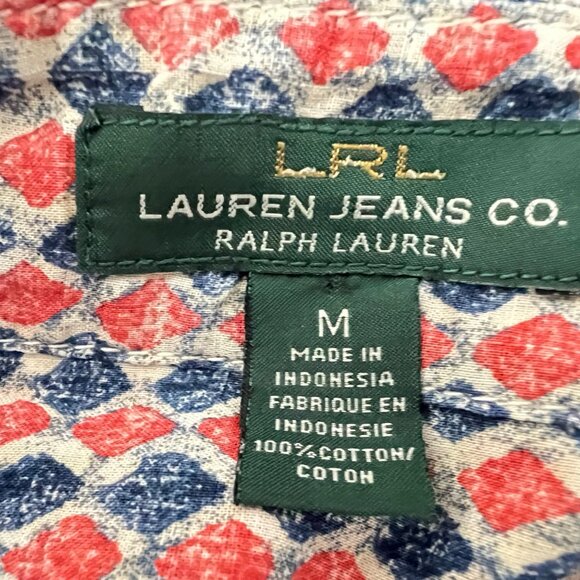 LRL
LAUREN JEANS CO.
RALPH LAUREN
M
MADE IN
INDONESIA
FABRIQUE EN
INDONESIE
100% COTTON/
COTON